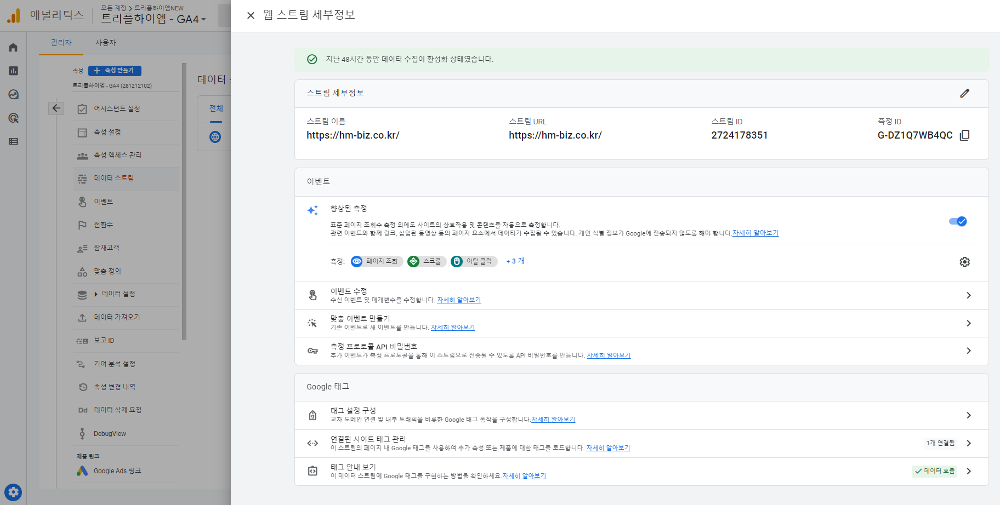 애널리틱스
모든 계정 > 트리플하이엠NEW
트리플하이엠 - GA4
관리자
사용자
속성
+ 속성 만들기
트리플하이엠 - GA4 (281212102)
어시스턴트 설정
속성 설정
속성 액세스 관리
데이터 스트림
이벤트
전환수
잠재고객
맞춤 정의
데이터 설정
데이터 가져오기
보고 ID
기여 분석 설정
속성 변경 내역
Dd 데이터 삭제 요청
DebugView
제품 링크
Google Ads 링크
데이터
전체
웹 스트림 세부정보
지난 48시간 동안 데이터 수집이 활성화 상태였습니다.
스트림 세부정보
스트림 이름
https://hm-biz.co.kr/
스트림 URL
https://hm-biz.co.kr/
스트림 ID
2724178351
측정 ID
G-DZ1Q7WB4QC
이벤트
향상된 측정
표준 페이지 조회수 측정 외에도 사이트의 상호작용 및 콘텐츠를 자동으로 측정합니다.
관련 이벤트와 함께 링크, 삽입된 동영상 등의 페이지 요소에서 데이터가 수집될 수 있습니다. 개인 식별 정보가 Google에 전송되지 않도록 해야 합니다.자세히 알아보기
측정: 페이지 조회 스크롤 이탈 클릭 + 3 개
이벤트 수정
수신 이벤트 및 매개변수를 수정합니다. 자세히 알아보기
맞춤 이벤트 만들기
기존 이벤트로 새 이벤트를 만듭니다. 자세히 알아보기
측정 프로토콜 API 비밀번호
추가 이벤트가 측정 프로토콜을 통해 이 스트림으로 전송될 수 있도록 API 비밀번호를 만듭니다. 자세히 알아보기
Google 태그
태그 설정 구성
교차 도메인 연결 및 내부 트래픽을 비롯한 Google 태그 동작을 구성합니다.자세히 알아보기
연결된 사이트 태그 관리
이 스트림의 페이지 내 Google 태그를 사용하여 추가 속성 또는 제품에 대한 태그를 로드합니다. 자세히 알아보기
1개 연결됨
태그 안내 보기
이 데이터 스트림에 Google 태그를 구현하는 방법을 확인하세요.자세히 알아보기
데이터 흐름